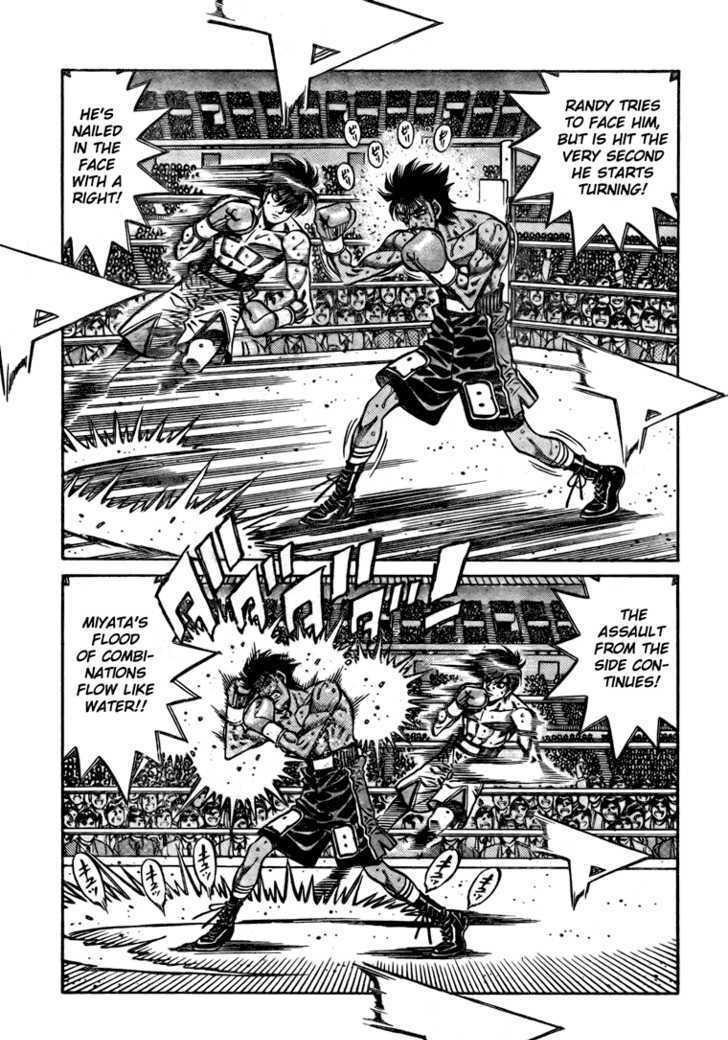 RANDY TRIES
TO FACE HIM,
BUT IS HIT THE
VERY SECOND
HE STARTS
TURNING!
HE'S
NAILED
IN THE
FACE
WITH A
RIGHT!
THE
ASSAULT
FROM THE
SIDE CON-
TINUES!
MIYATA'S
FLOOD
OF COMBI-
NATIONS
FLOW LIKE
WATER!!